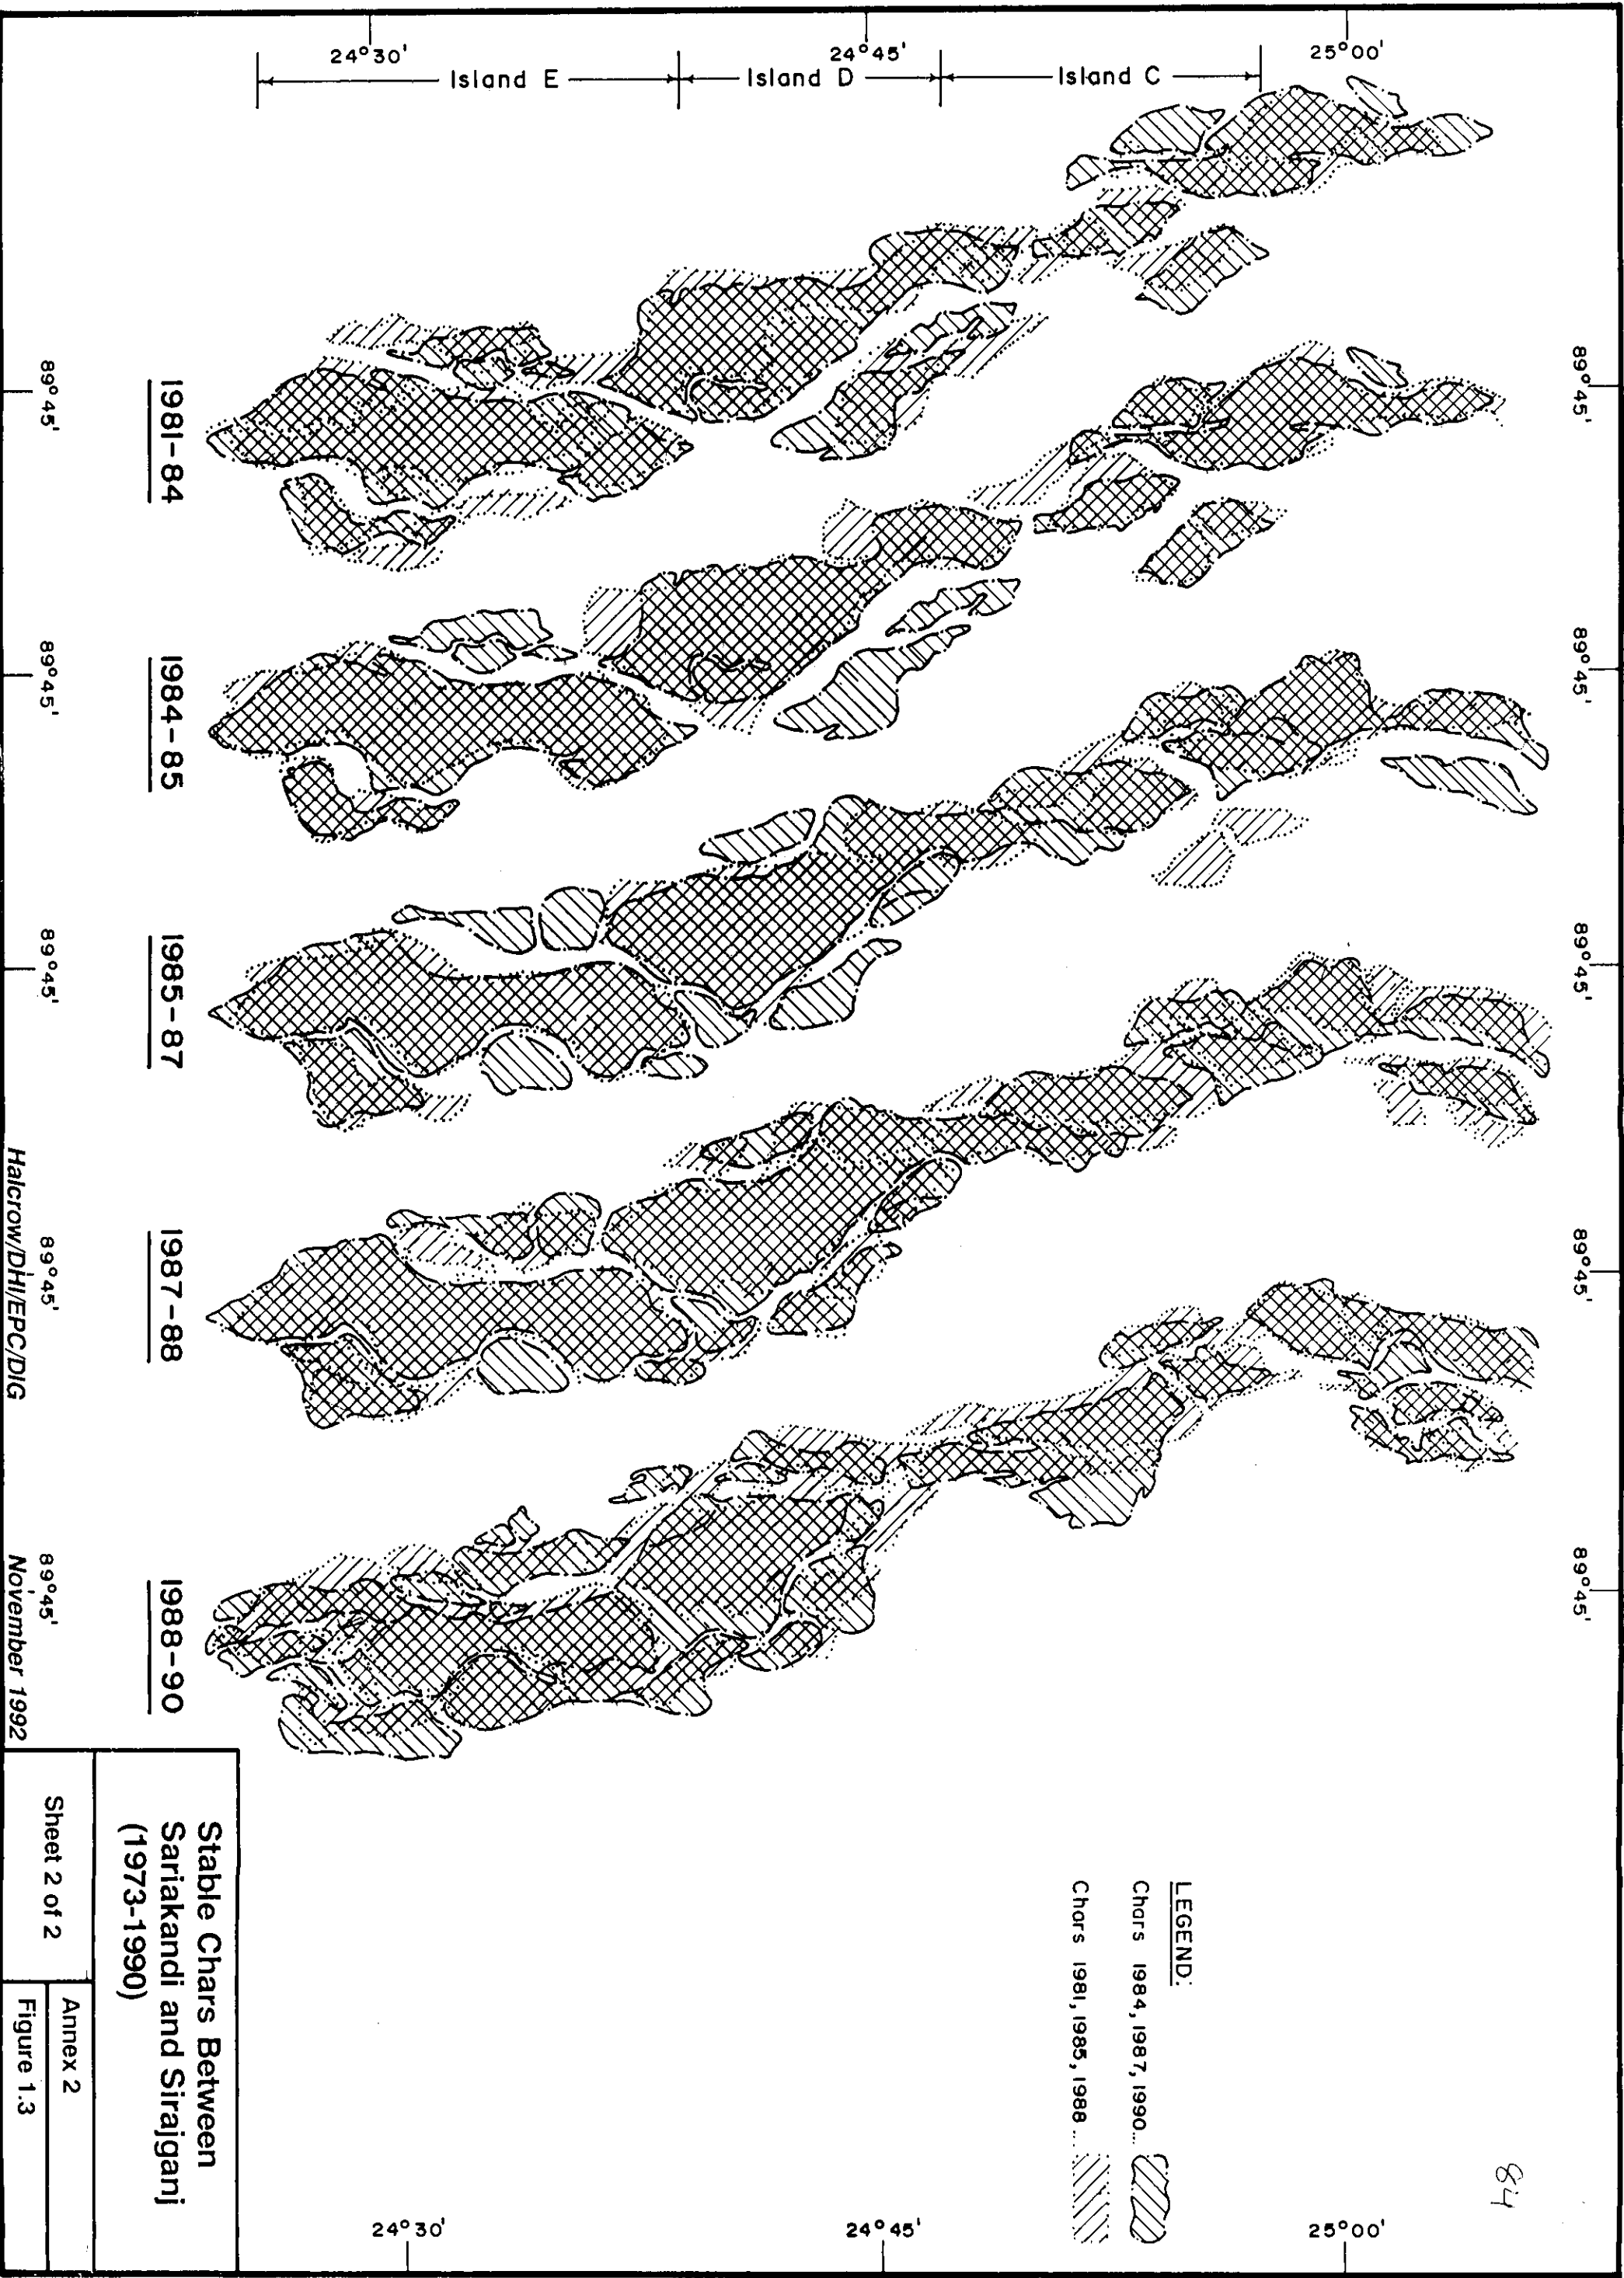 84
89°45'
89°45'
89°45'
89°45'
89°45'
25°00'
24°45'
24°30'
Island C
Island D
Island E
25°00'
24°45'
24°30'
LEGEND:
Chars 1984, 1987, 1990...
Chars 1981, 1985, 1988...
1981-84
1984-85
1985-87
1987-88
1988-90
89°45'
89°45'
89°45'
89°45'
89°45'
Halcrow/DHI/EPC/DIG
November 1992
Stable Chars Between
Sariakandi and Sirajganj
(1973-1990)
Sheet 2 of 2
Annex 2
Figure 1.3